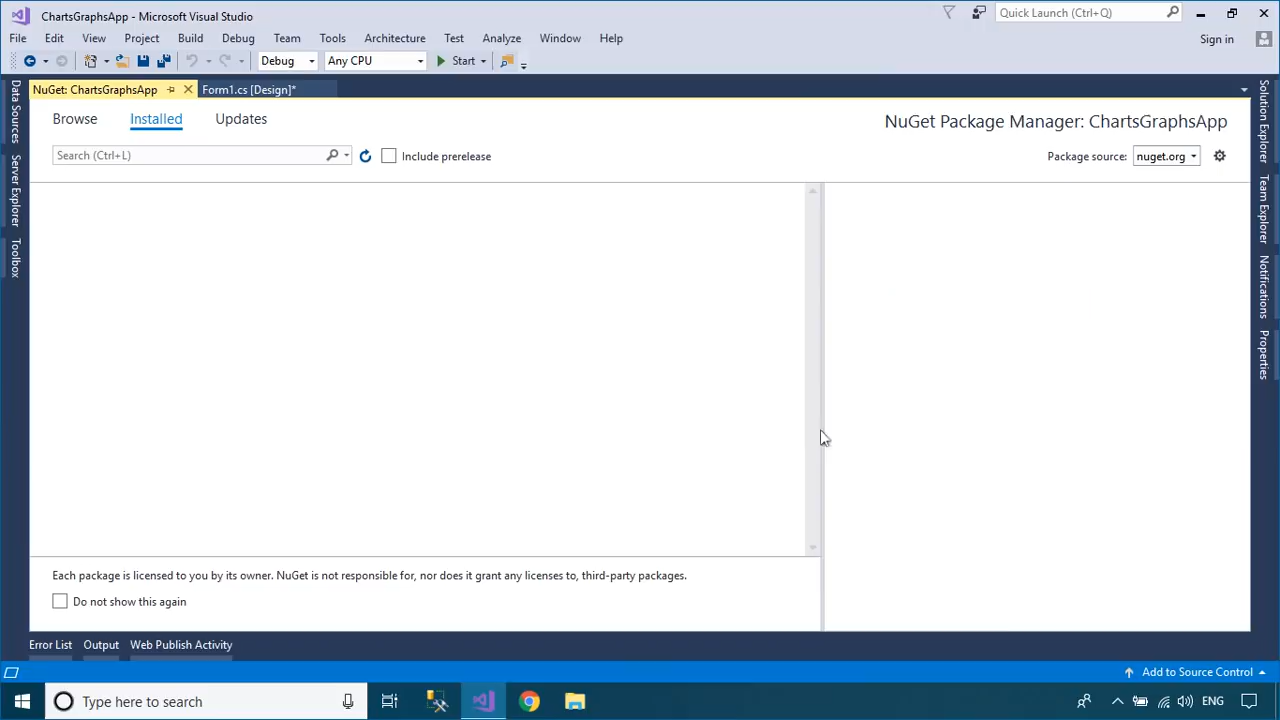 ChartsGraphsApp - Microsoft Visual Studio
Quick Launch (Ctrl+Q)
File Edit View Project Build Debug Team Tools Architecture Test Analyze Window Help
Sign in
Debug Any CPU Start
NuGet: ChartsGraphsApp Form1.cs [Design]*
Browse Installed Updates
NuGet Package Manager: ChartsGraphsApp
Search (Ctrl+L) Include prerelease
Package source: nuget.org
Data Sources
Server Explorer
Toolbox
Solution Explorer
Team Explorer
Notifications
Properties
Each package is licensed to you by its owner. NuGet is not responsible for, nor does it grant any licenses to, third-party packages.
Do not show this again
Error List Output Web Publish Activity
Add to Source Control
Type here to search
ENG